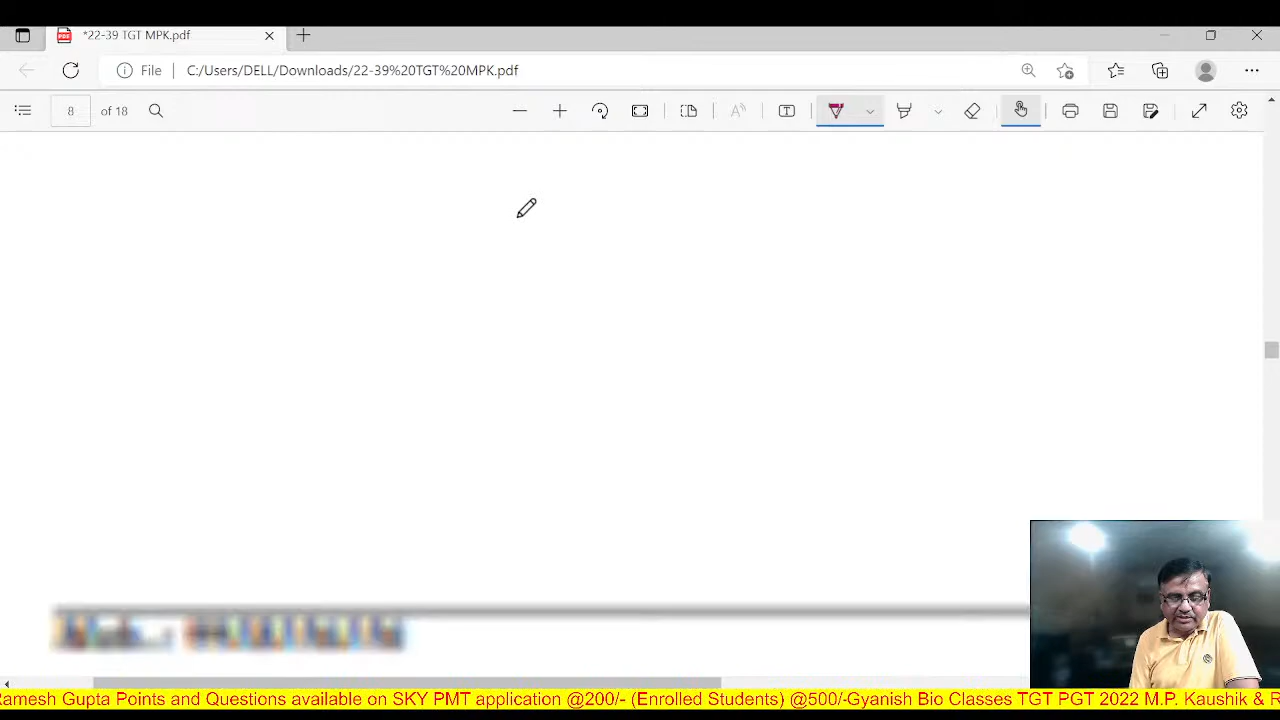 *22-39 TGT MPK.pdf
File
C:/Users/DELL/Downloads/22-39%20TGT%20MPK.pdf
8 of 18
Ramesh Gupta Points and Questions available on SKY PMT application @200/- (Enrolled Students) @500/-Gyanish Bio Classes TGT PGT 2022 M.P. Kaushik & R